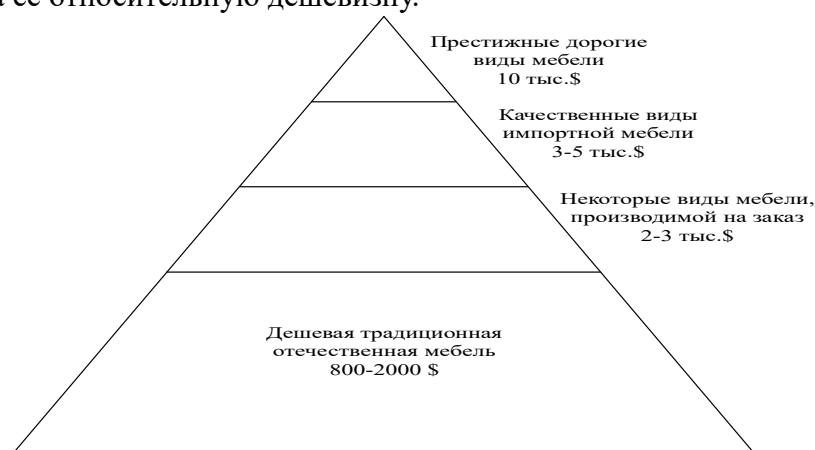 ее относительную дешевизну.
Престижные дорогие
виды мебели
10 тыс.$
Качественные виды
импортной мебели
3-5 тыс.$
Некоторые виды мебели,
производимой на заказ
2-3 тыс.$
Дешевая традиционная
отечественная мебель
800-2000 $